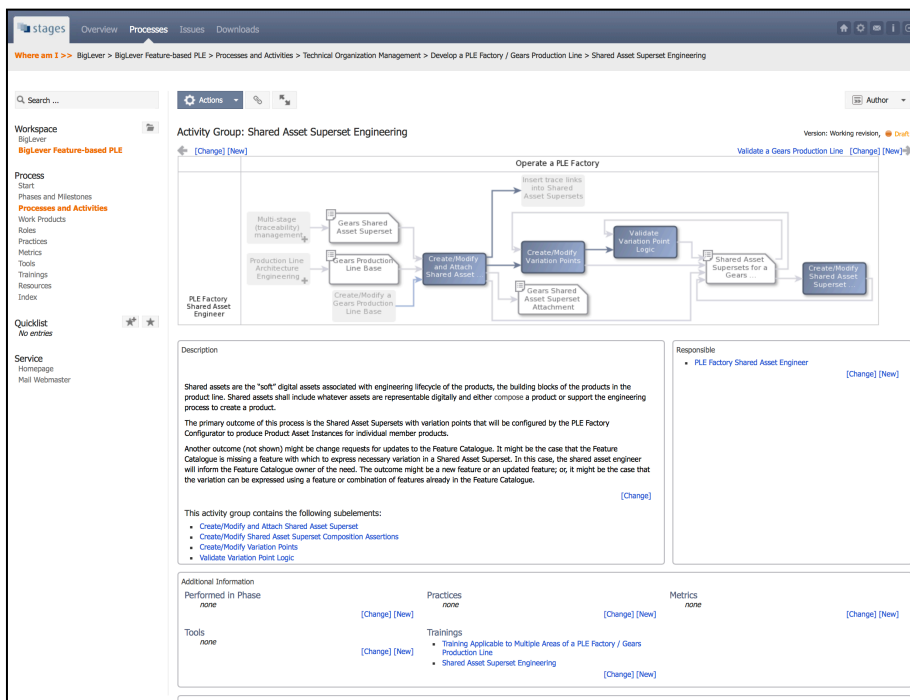 stages Overview Processes Issues Downloads
Where am I >> BigLever > BigLever Feature-based PLE > Processes and Activities > Technical Organization Management > Develop a PLE Factory / Gears Production Line > Shared Asset Superset Engineering
Search ...
Actions
Author
Workspace
BigLever
BigLever Feature-based PLE
Process
Start
Phases and Milestones
Processes and Activities
Work Products
Roles
Practices
Metrics
Tools
Trainings
Resources
Index
Quicklist
No entries
Service
Homepage
Mail Webmaster
Activity Group: Shared Asset Superset Engineering
Version: Working revision, Draft
[Change] [New]
Validate a Gears Production Line [Change] [New]
Operate a PLE Factory
PLE Factory
Shared Asset
Engineer
Multi-stage
(traceability)
management
Gears Shared
Asset Superset
Production Line
Architecture
Engineering
Gears Production
Line Base
Create/Modify a
Gears Production
Line Base
Create/Modify
and Attach
Shared Asset ...
Insert trace links
into Shared
Asset Supersets
Create/Modify
Variation Points
Gears Shared
Asset Superset
Attachment
Validate
Variation Point
Logic
Shared Asset
Supersets for a
Gears ...
Create/Modify
Shared Asset
Superset ...
Description
Shared assets are the "soft" digital assets associated with engineering lifecycle of the products, the building blocks of the products in the
product line. Shared assets shall include whatever assets are representable digitally and either compose a product or support the engineering
process to create a product.
The primary outcome of this process is the Shared Asset Supersets with variation points that will be configured by the PLE Factory
Configurator to produce Product Asset Instances for individual member products.
Another outcome (not shown) might be change requests for updates to the Feature Catalogue. It might be the case that the Feature
Catalogue is missing a feature with which to express necessary variation in a Shared Asset Superset. In this case, the shared asset engineer
will inform the Feature Catalogue owner of the need. The outcome might be a new feature or an updated feature; or, it might be the case that
the variation can be expressed using a feature or combination of features already in the Feature Catalogue.
[Change]
This activity group contains the following subelements:
Create/Modify and Attach Shared Asset Superset
Create/Modify Shared Asset Superset Composition Assertions
Create/Modify Variation Points
Validate Variation Point Logic
Responsible
PLE Factory Shared Asset Engineer
[Change] [New]
Additional Information
Performed in Phase
none
[Change] [New]
Practices
none
[Change] [New]
Metrics
none
[Change] [New]
Tools
none
[Change] [New]
Trainings
Training Applicable to Multiple Areas of a PLE Factory / Gears
Production Line
Shared Asset Superset Engineering
[Change] [New]